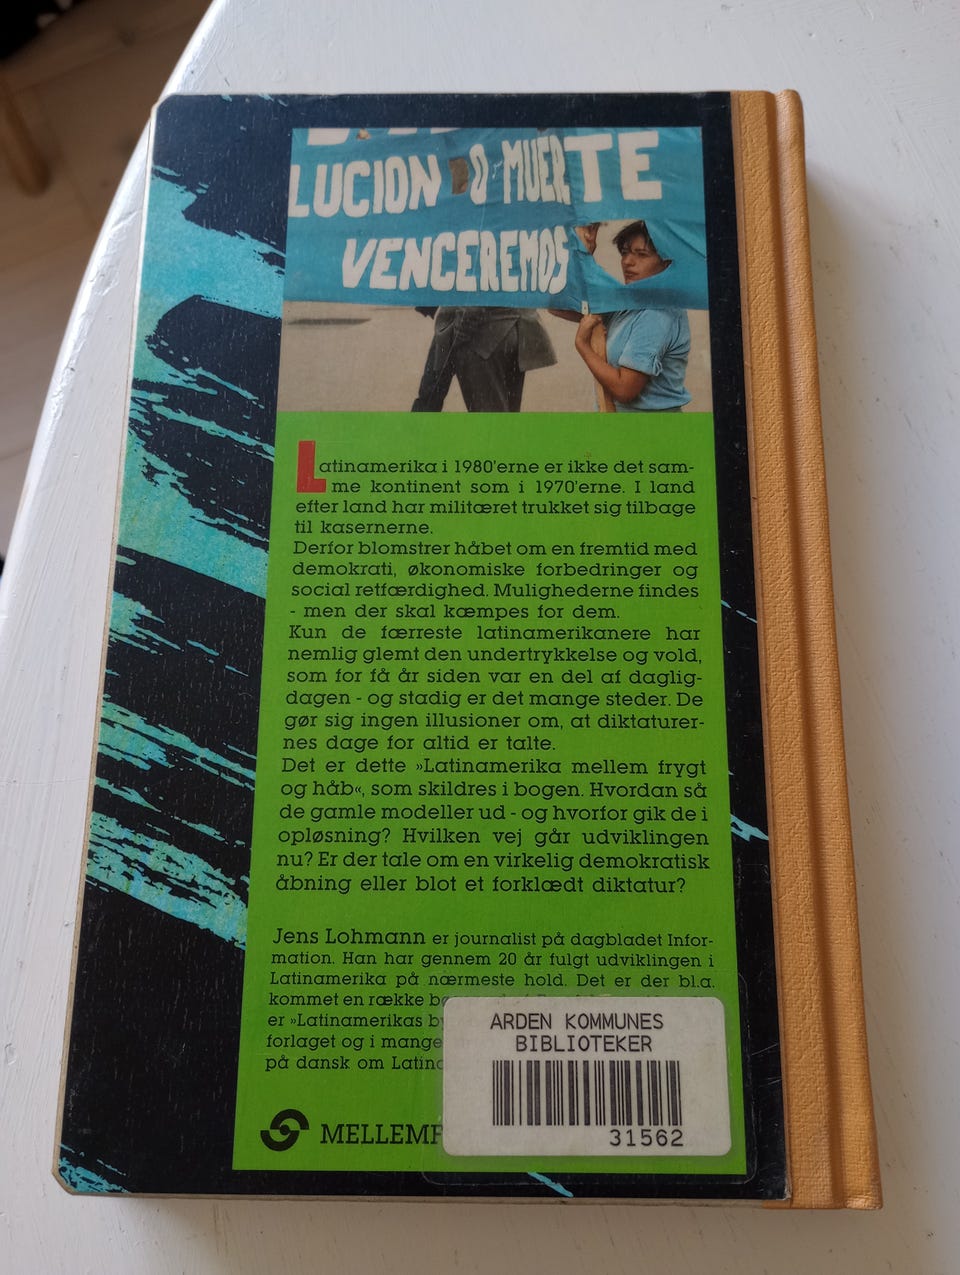 LUCION O MUERTE
VENCEREMOS
Latinamerika i 1980'erne er ikke det sam-
me kontinent som i 1970'erne. I land
efter land har militæret trukket sig tilbage
til kasernerne.
Derfor blomstrer håbet om en fremtid med
demokrati, økonomiske forbedringer og
social retfærdighed. Mulighederne findes
- men der skal kæmpes for dem.
Kun de færreste latinamerikanere har
nemlig glemt den undertrykkelse og vold,
som for få år siden var en del af daglig-
dagen - og stadig er det mange steder. De
gør sig ingen illusioner om, at diktaturer-
nes dage for altid er talte.
Det er dette »Latinamerika mellem frygt
og håb«, som skildres i bogen. Hvordan så
de gamle modeller ud - og hvorfor gik de i
opløsning? Hvilken vej går udviklingen
nu? Er der tale om en virkelig demokratisk
åbning eller blot et forklædt diktatur?
Jens Lohmann er journalist på dagbladet Infor-
mation. Han har gennem 20 år fulgt udviklingen i
Latinamerika på nærmeste hold. Det er der bl.a.
kommet en række
er »Latinamerikas
forlaget og i mange
på dansk om
MELLEMF
ARDEN KOMMUNES
BIBLIOTEKER
31562